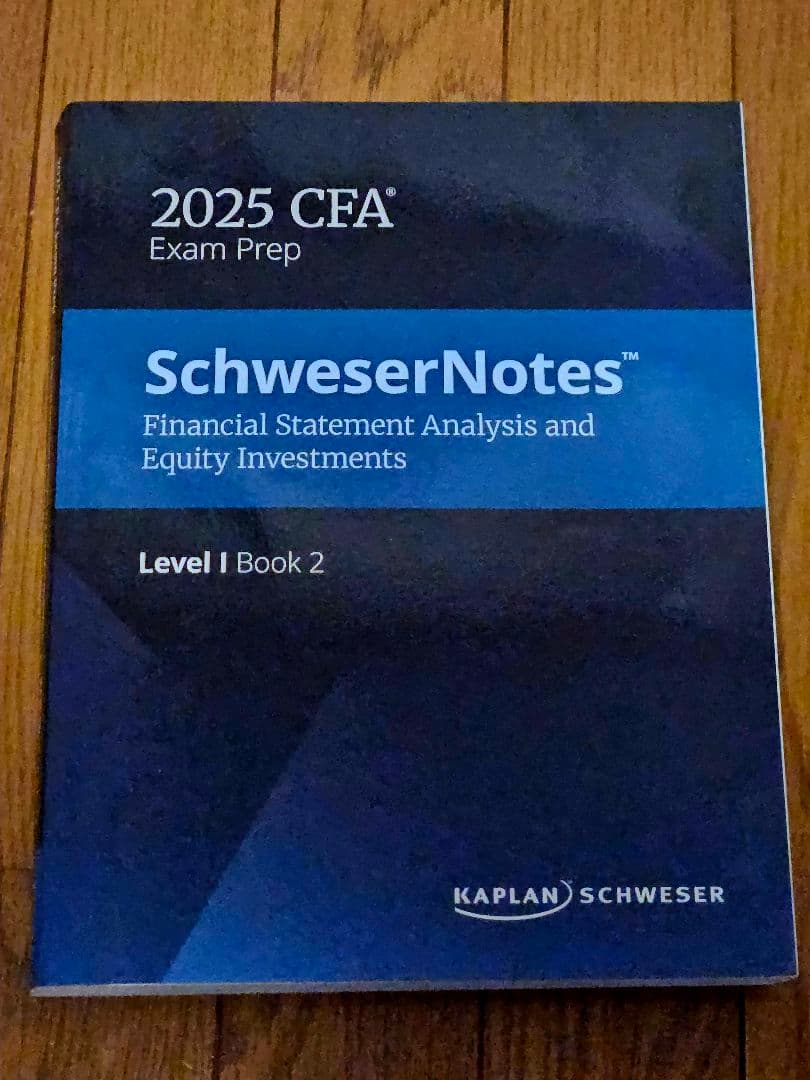 2025 CFA®
Exam Prep
SchweserNotes™
Financial Statement Analysis and
Equity Investments
Level I Book 2
KAPLAN SCHWESER